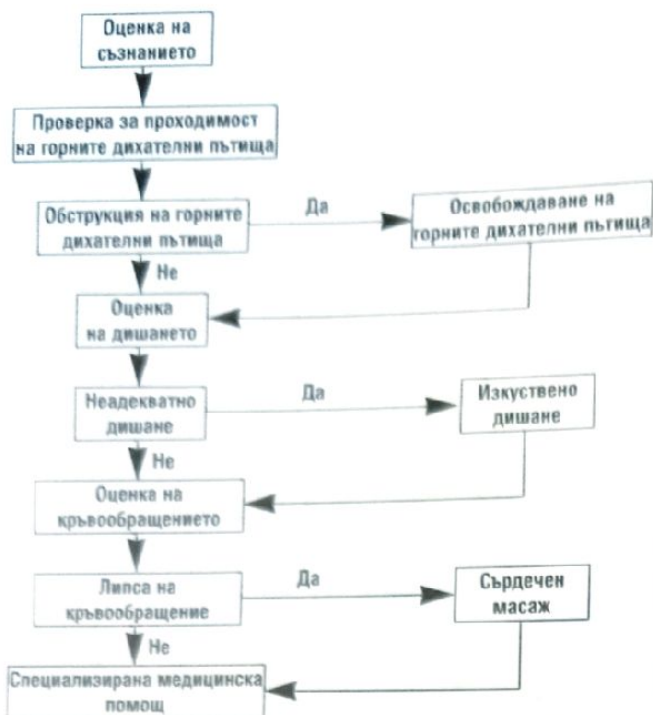 Оценка на
съзнанието
Проверка за проходимост
на горните дихателни пътища
Обструкция на горните
дихателни пътища
Да
Освобождаване на
горните дихателни пътища
Не
Оценка
на дишането
Неадекватно
дишане
Да
Изкуствено
дишане
Не
Оценка на
кръвообращението
Липса на
кръвообращение
Да
Сърдечен
масаж
Не
Специализирана медицинска
помощ